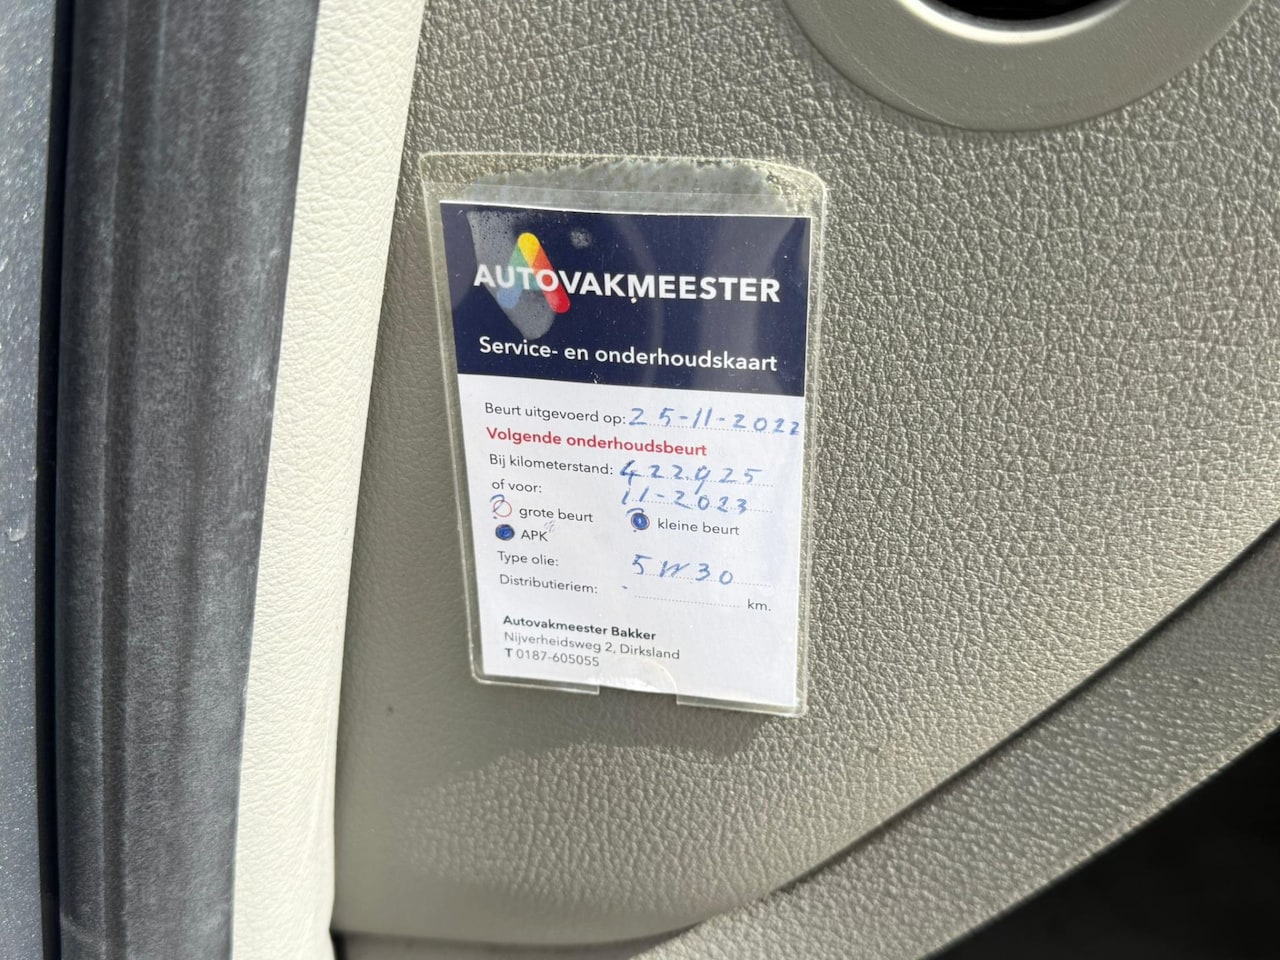 AUTOVAKMEESTER
Service- en onderhoudskaart
Beurt uitgevoerd op: 25-11-2022
Volgende onderhoudsbeurt
Bij kilometerstand: 422.925
of voor: 11-2023
grote beurt kleine beurt
APK
Type olie: 5W30
Distributieriem: - km.
Autovakmeester Bakker
Nijverheidsweg 2, Dirksland
T 0187-605055